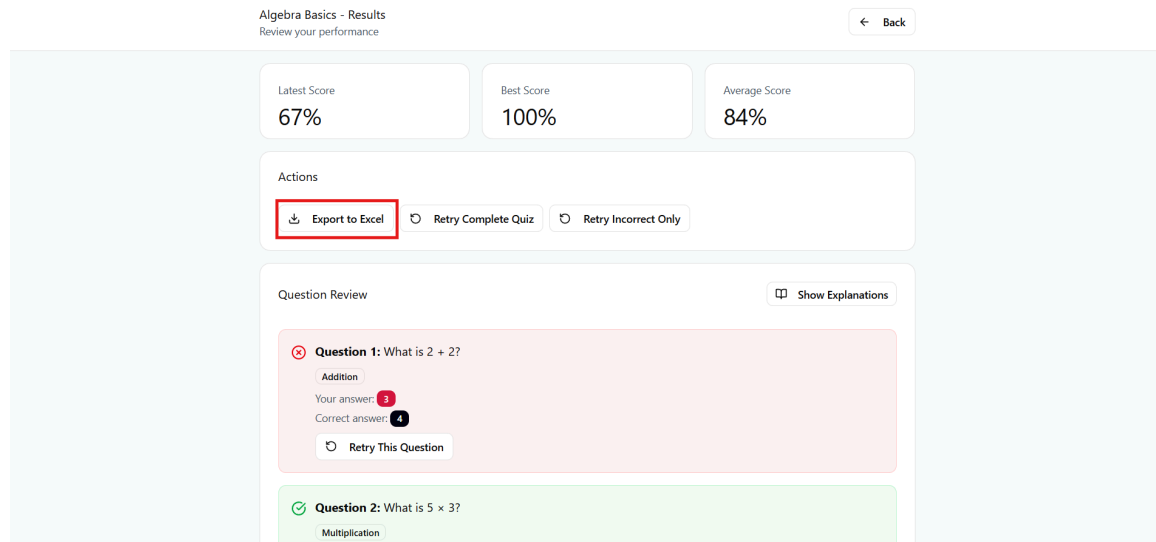 Algebra Basics - Results
Review your performance
Back
Latest Score
67%
Best Score
100%
Average Score
84%
Actions
Export to Excel
Retry Complete Quiz
Retry Incorrect Only
Question Review
Show Explanations
Question 1: What is 2 + 2?
Addition
Your answer: 3
Correct answer: 4
Retry This Question
Question 2: What is 5 × 3?
Multiplication